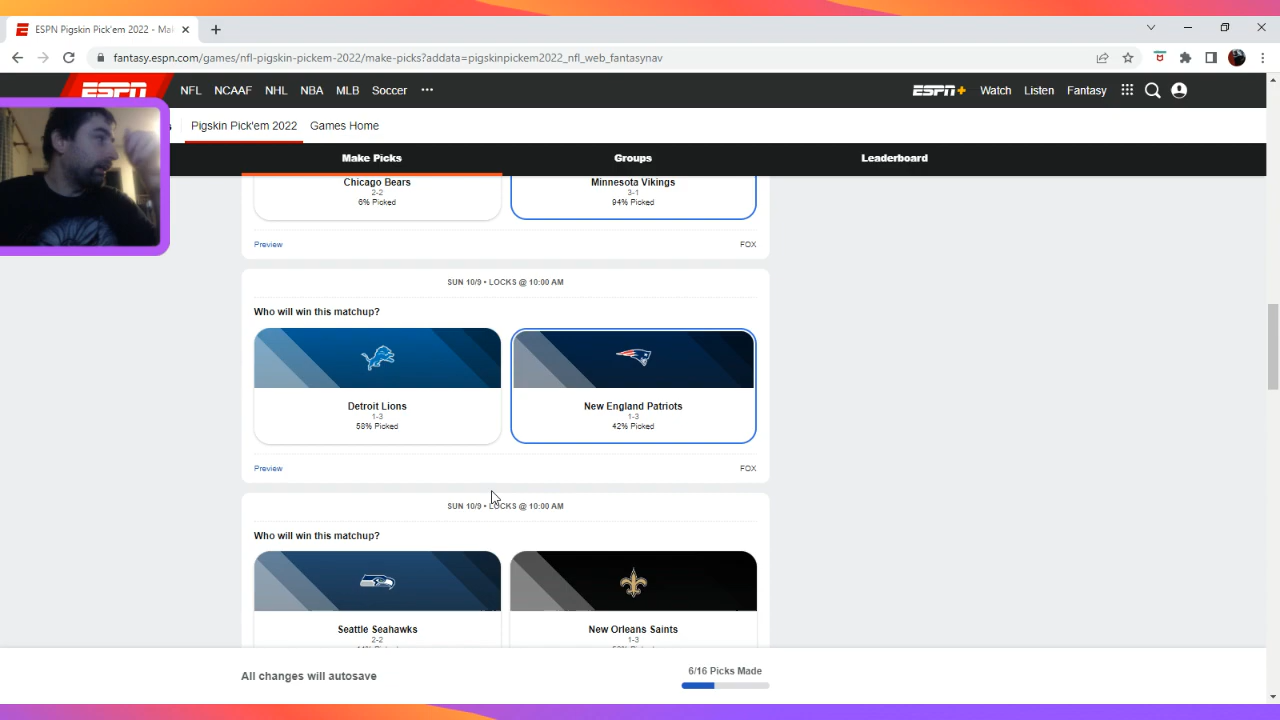 ESPN Pigskin Pick'em 2022 - Mal
fantasy.espn.com/games/nfl-pigskin-pickem-2022/make-picks?addata=pigskinpickem2022_nfl_web_fantasynav
ESPN NFL NCAAF NHL NBA MLB Soccer ••• ESPN+ Watch Listen Fantasy
s Pigskin Pick'em 2022 Games Home
Make Picks Groups Leaderboard
Chicago Bears Minnesota Vikings
2-2 3-1
6% Picked 94% Picked
Preview FOX
SUN 10/9 • LOCKS @ 10:00 AM
Who will win this matchup?
Detroit Lions New England Patriots
1-3 1-3
58% Picked 42% Picked
Preview FOX
SUN 10/9 • LOCKS @ 10:00 AM
Who will win this matchup?
Seattle Seahawks New Orleans Saints
2-2 1-3
All changes will autosave 6/16 Picks Made